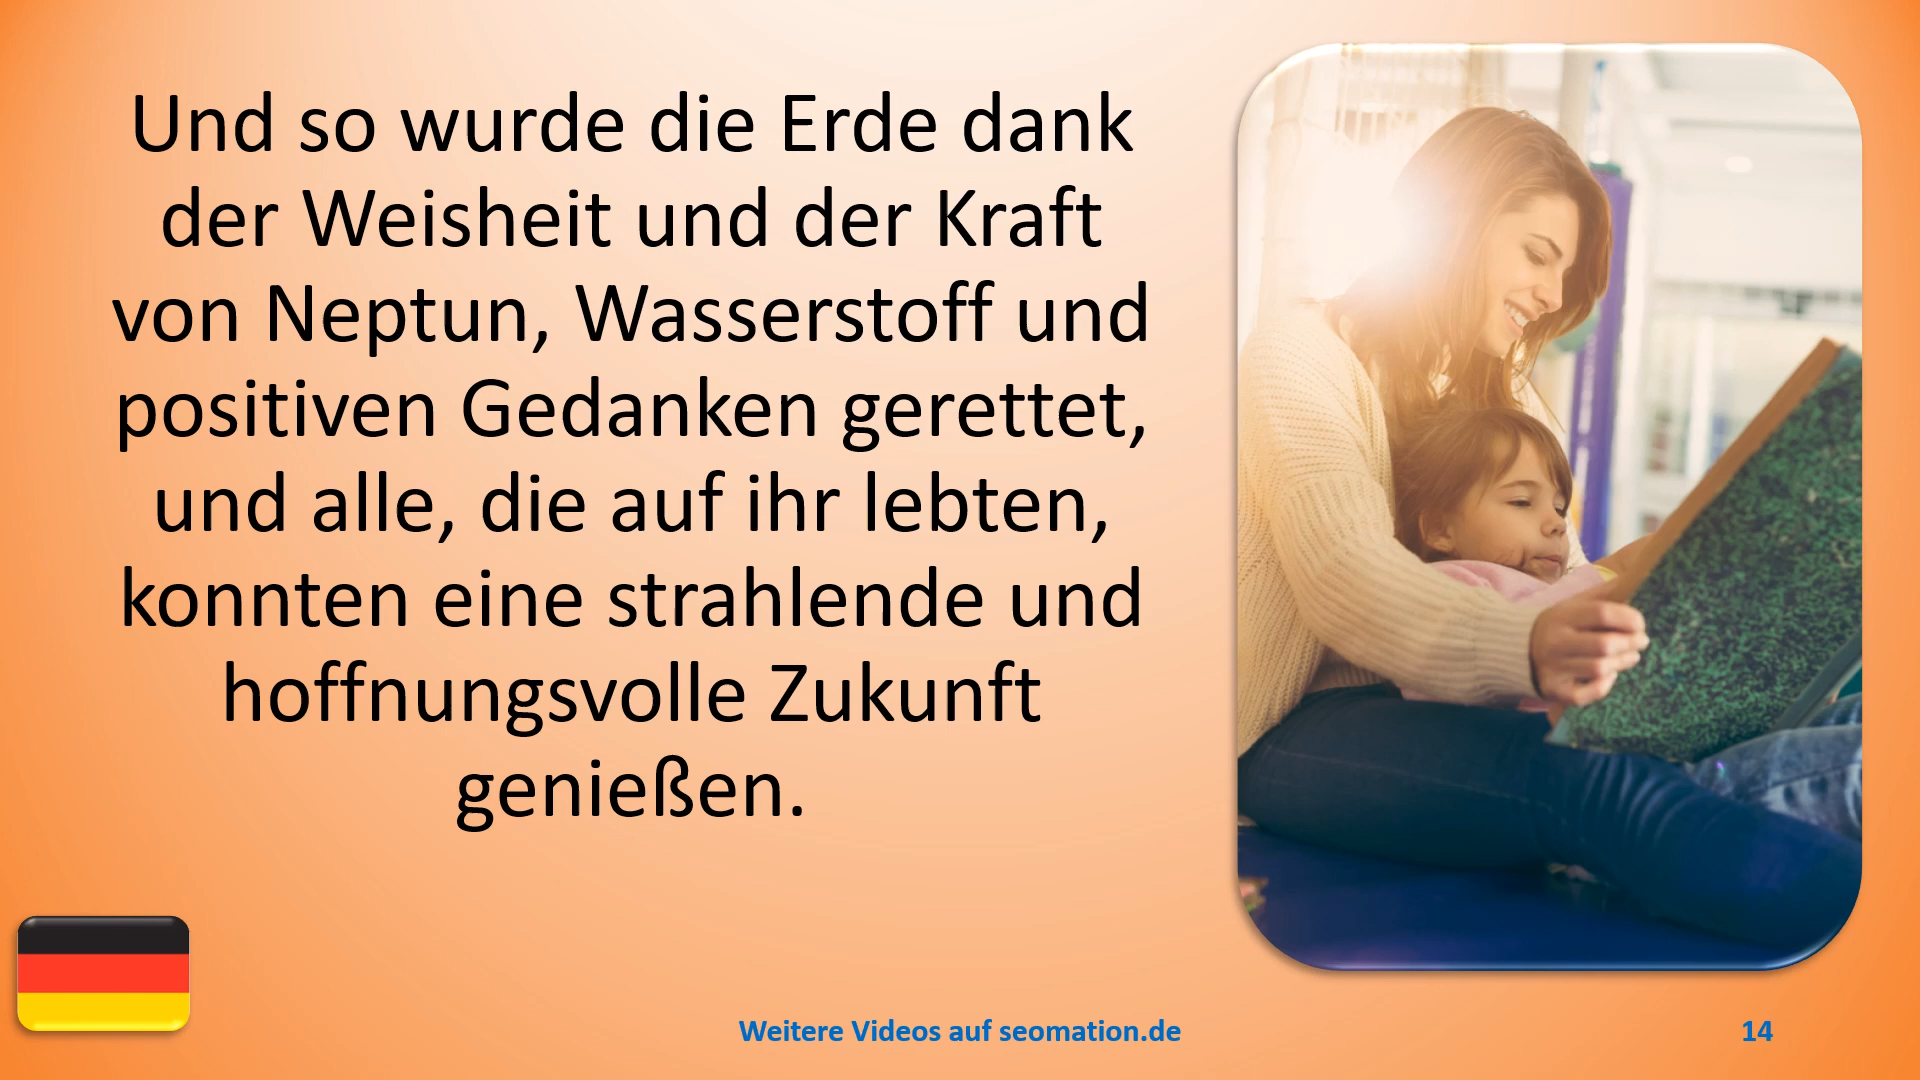 Und so wurde die Erde dank
der Weisheit und der Kraft
von Neptun, Wasserstoff und
positiven Gedanken gerettet,
und alle, die auf ihr lebten,
konnten eine strahlende und
hoffnungsvolle Zukunft
genießen.
Weitere Videos auf seomation.de
14